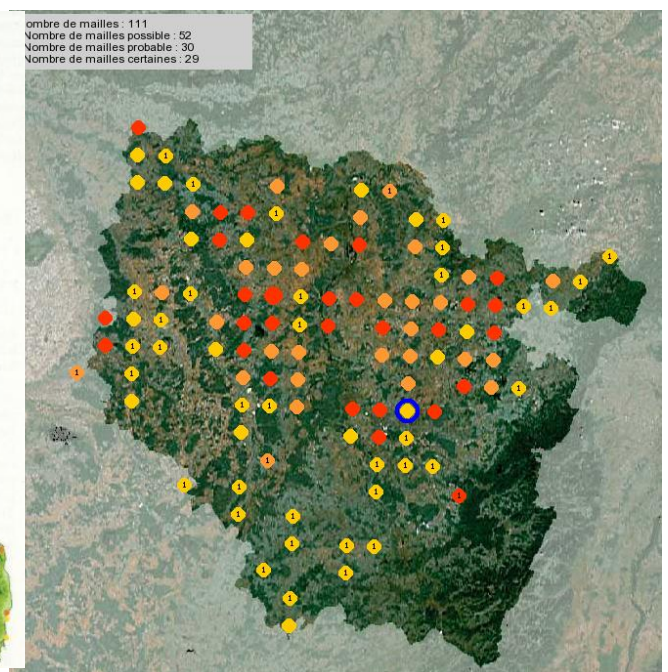 ombre de mailles : 111
Nombre de mailles possible : 52
Nombre de mailles probable : 30
Nombre de mailles certaines : 29